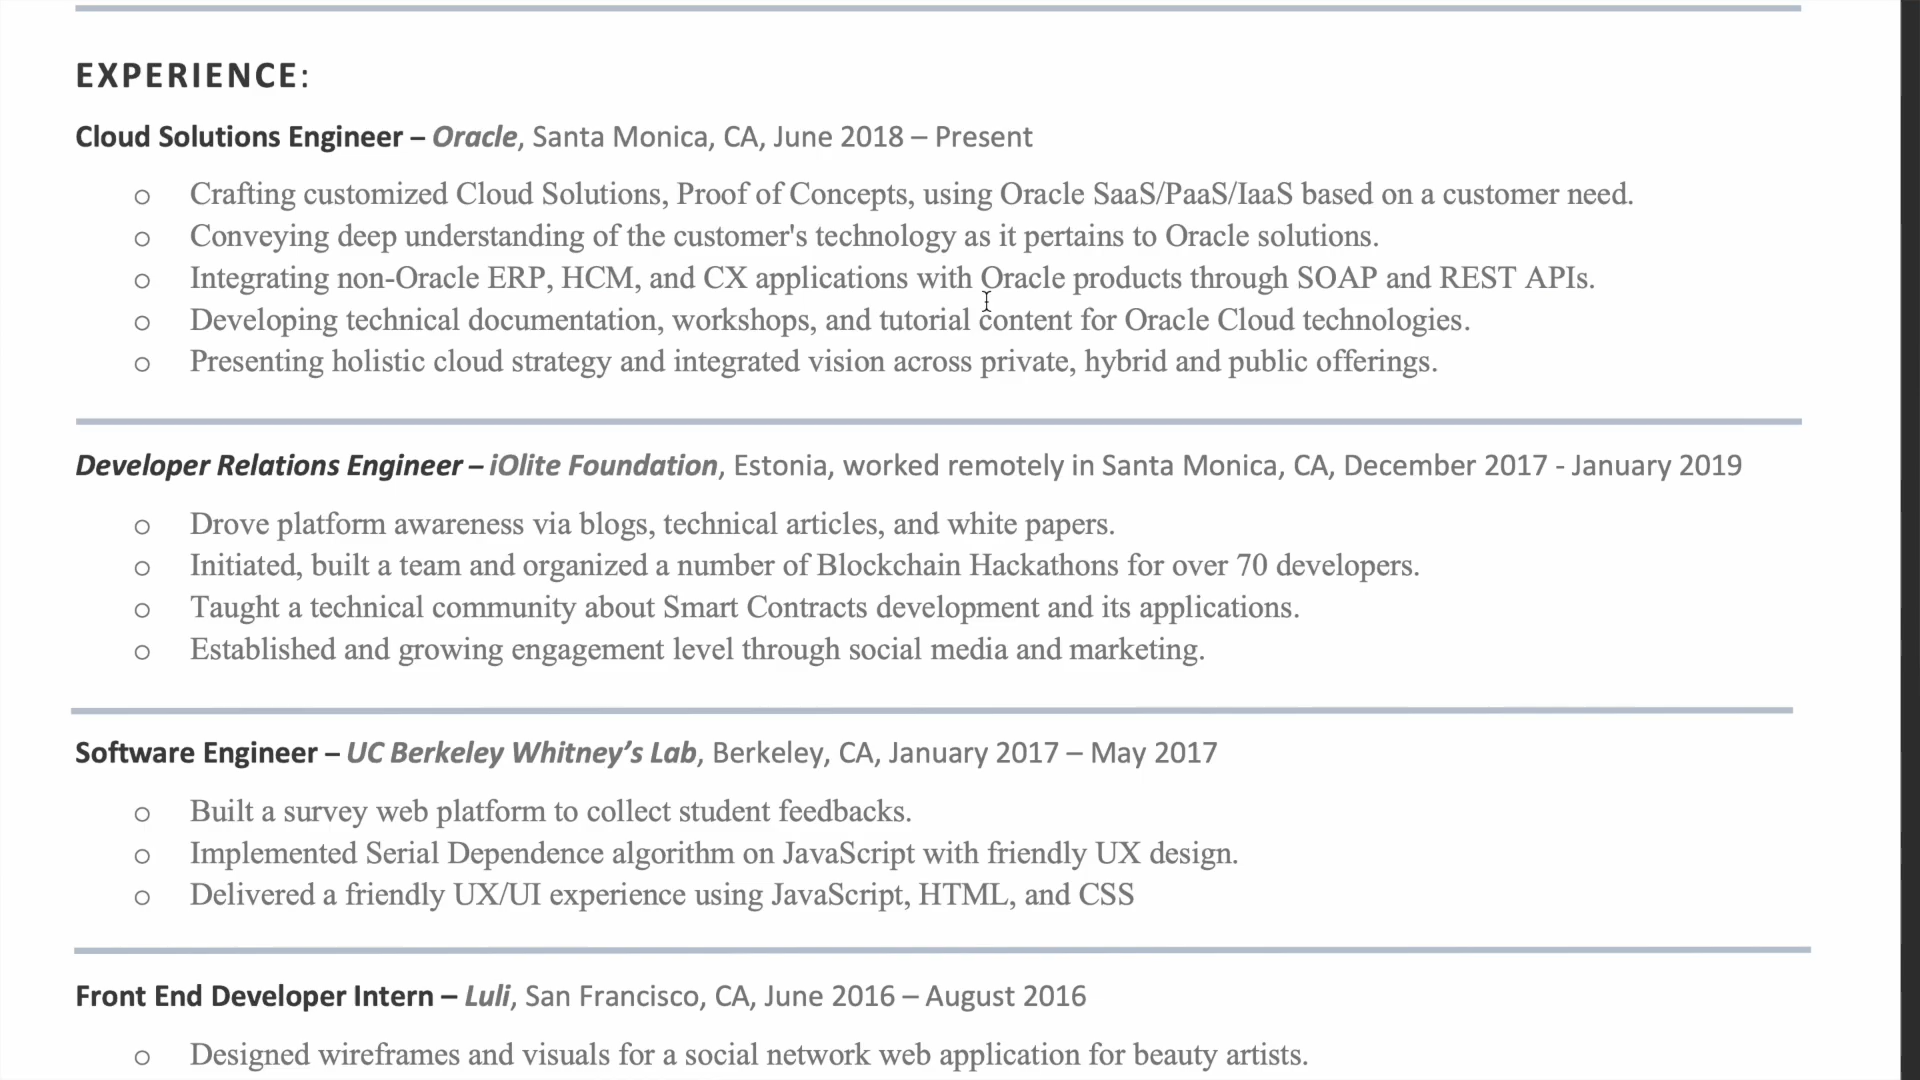 EXPERIENCE:
Cloud Solutions Engineer – Oracle, Santa Monica, CA, June 2018 – Present
o Crafting customized Cloud Solutions, Proof of Concepts, using Oracle SaaS/PaaS/IaaS based on a customer need.
o Conveying deep understanding of the customer's technology as it pertains to Oracle solutions.
o Integrating non-Oracle ERP, HCM, and CX applications with Oracle products through SOAP and REST APIs.
o Developing technical documentation, workshops, and tutorial content for Oracle Cloud technologies.
o Presenting holistic cloud strategy and integrated vision across private, hybrid and public offerings.
Developer Relations Engineer – iOlite Foundation, Estonia, worked remotely in Santa Monica, CA, December 2017 - January 2019
o Drove platform awareness via blogs, technical articles, and white papers.
o Initiated, built a team and organized a number of Blockchain Hackathons for over 70 developers.
o Taught a technical community about Smart Contracts development and its applications.
o Established and growing engagement level through social media and marketing.
Software Engineer – UC Berkeley Whitney’s Lab, Berkeley, CA, January 2017 – May 2017
o Built a survey web platform to collect student feedbacks.
o Implemented Serial Dependence algorithm on JavaScript with friendly UX design.
o Delivered a friendly UX/UI experience using JavaScript, HTML, and CSS
Front End Developer Intern – Luli, San Francisco, CA, June 2016 – August 2016
o Designed wireframes and visuals for a social network web application for beauty artists.